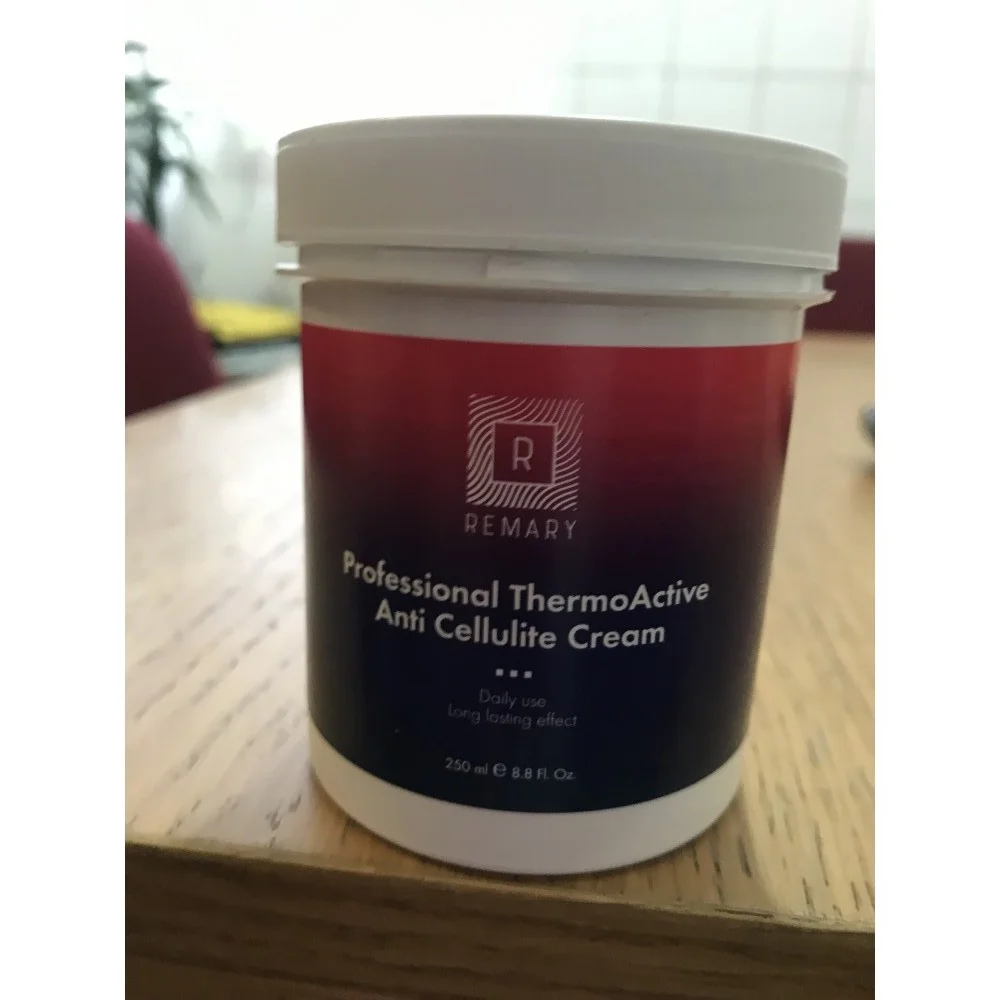 R
REMARY
Professional ThermoActive
Anti Cellulite Cream
Daily use
Long lasting effect
250 ml ℮ 8.8 Fl. Oz.